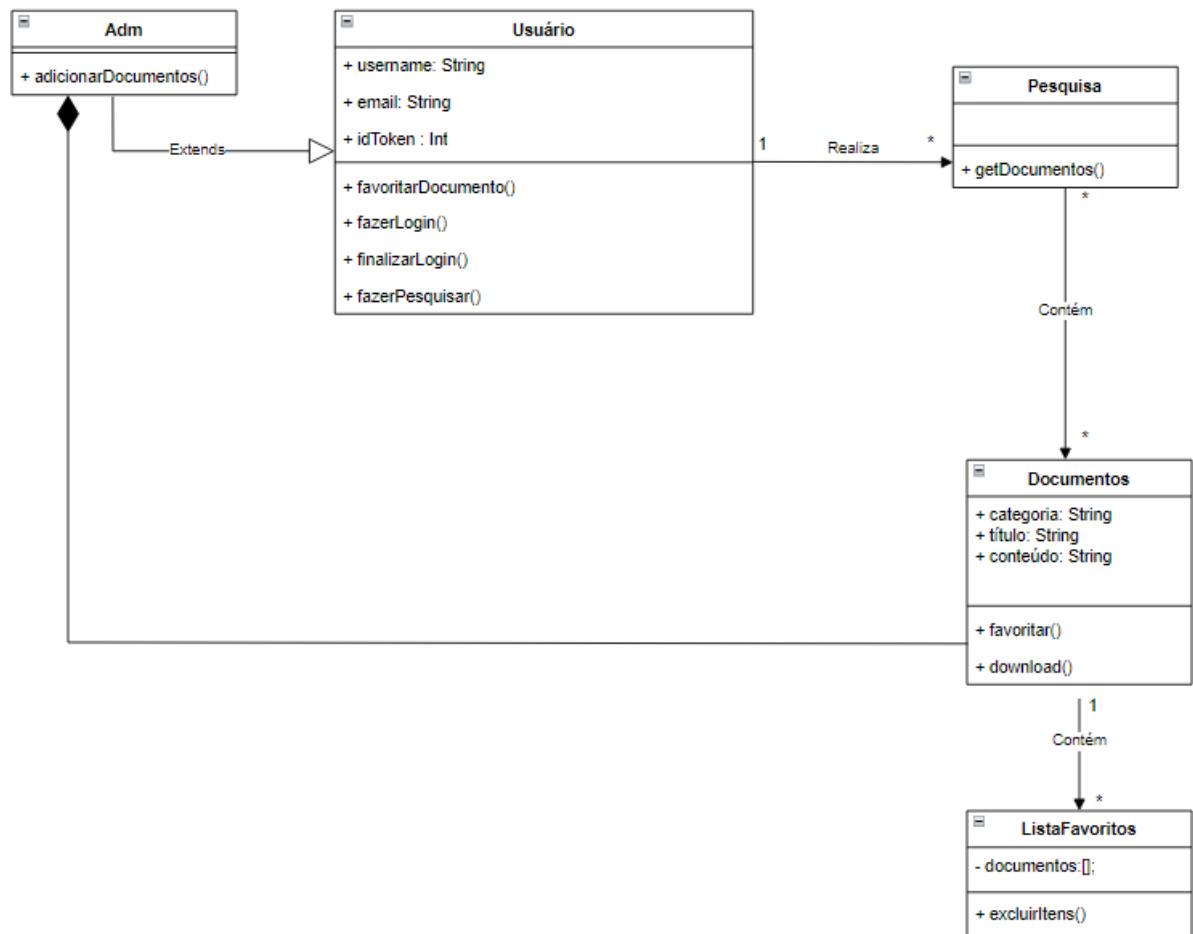 Adm
+ adicionarDocumentos()
Extends
Usuário
+ username: String
+ email: String
+ idToken : Int
+ favoritarDocumento()
+ fazerLogin()
+ finalizarLogin()
+ fazerPesquisar()
1
Realiza
*
Pesquisa
+ getDocumentos()
*
Contém
*
Documentos
+ categoria: String
+ título: String
+ conteúdo: String
+ favoritar()
+ download()
1
Contém
*
ListaFavoritos
- documentos:[];
+ excluirItens()